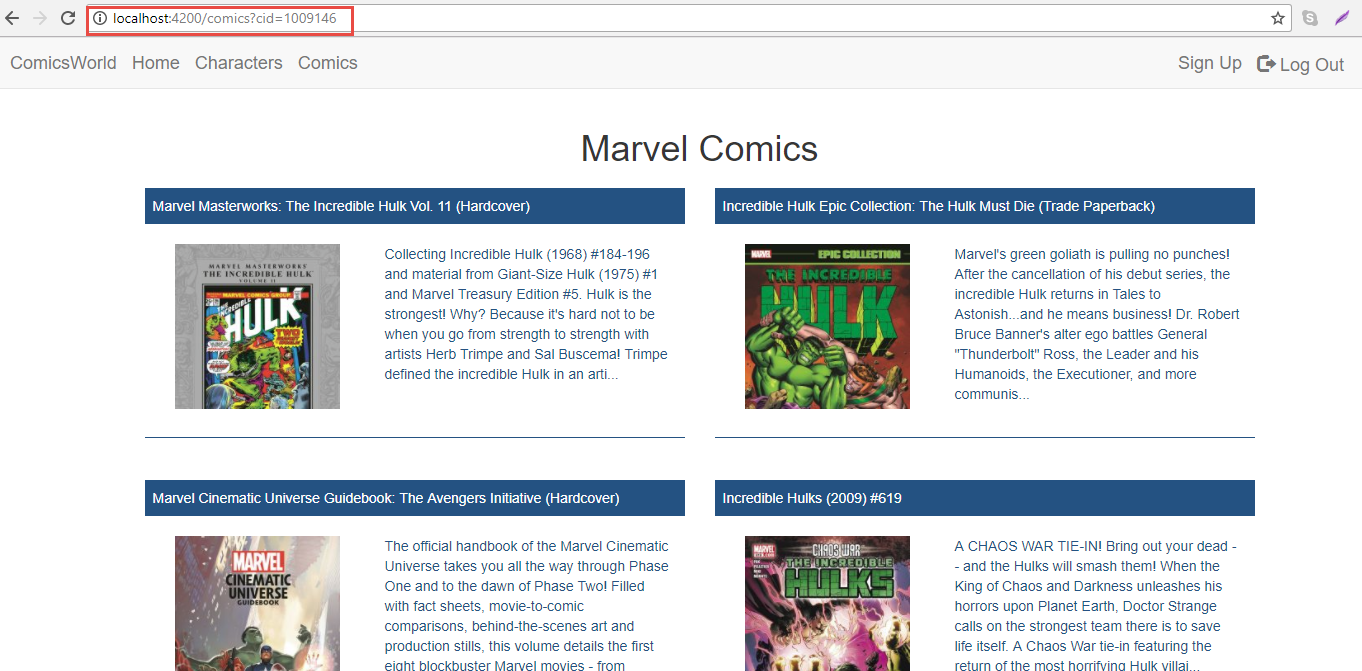 localhost:4200/comics?cid=1009146
ComicsWorld Home Characters Comics Sign Up Log Out
Marvel Comics
Marvel Masterworks: The Incredible Hulk Vol. 11 (Hardcover)
MARVEL MASTERWORKS
THE INCREDIBLE HULK
VOLUME 11
MARVEL COMICS GROUP
HULK
Collecting Incredible Hulk (1968) #184-196
and material from Giant-Size Hulk (1975) #1
and Marvel Treasury Edition #5. Hulk is the
strongest! Why? Because it's hard not to be
when you go from strength to strength with
artists Herb Trimpe and Sal Buscema! Trimpe
defined the incredible Hulk in an arti...
Incredible Hulk Epic Collection: The Hulk Must Die (Trade Paperback)
MARVEL EPIC COLLECTION
THE INCREDIBLE
HULK
Marvel's green goliath is pulling no punches!
After the cancellation of his debut series, the
incredible Hulk returns in Tales to
Astonish...and he means business! Dr. Robert
Bruce Banner's alter ego battles General
"Thunderbolt" Ross, the Leader and his
Humanoids, the Executioner, and more
communis...
Marvel Cinematic Universe Guidebook: The Avengers Initiative (Hardcover)
MARVEL
CINEMATIC
UNIVERSE
GUIDEBOOK
The official handbook of the Marvel Cinematic
Universe takes you all the way through Phase
One and to the dawn of Phase Two! Filled
with fact sheets, movie-to-comic
comparisons, behind-the-scenes art and
production stills, this volume details the first
eight blockbuster Marvel movies - from
Incredible Hulks (2009) #619
MARVEL
CHAOS WAR
THE INCREDIBLE
HULKS
A CHAOS WAR TIE-IN! Bring out your dead -
- and the Hulks will smash them! When the
King of Chaos and Darkness unleashes his
horrors upon Planet Earth, Doctor Strange
calls on the strongest team there is to save
life itself. A Chaos War tie-in featuring the
return of the most horrifying Hulk villai...